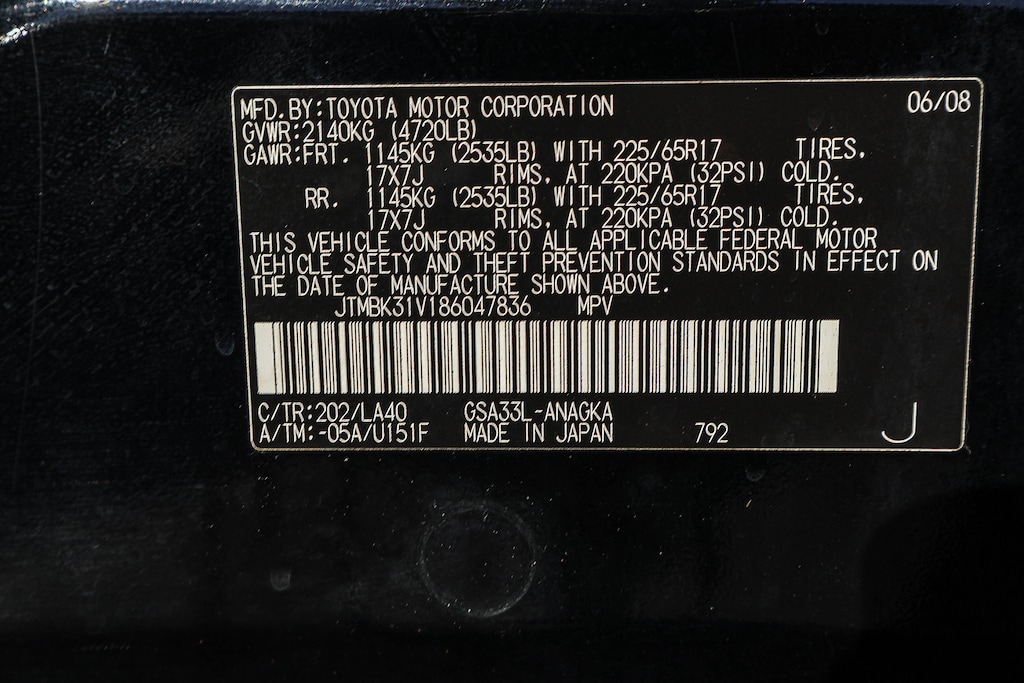 MFD. BY:TOYOTA MOTOR CORPORATION 06/08
GVWR:2140KG (4720LB)
GAWR:FRT. 1145KG (2535LB) WITH 225/65R17 TIRES,
17X7J RIMS, AT 220KPA (32PSI) COLD.
RR. 1145KG (2535LB) WITH 225/65R17 TIRES,
17X7J RIMS, AT 220KPA (32PSI) COLD.
THIS VEHICLE CONFORMS TO ALL APPLICABLE FEDERAL MOTOR
VEHICLE SAFETY AND THEFT PREVENTION STANDARDS IN EFFECT ON
THE DATE OF MANUFACTURE SHOWN ABOVE.
JTMBK31V186047836 MPV
C/TR:202/LA40 GSA33L-ANAGKA
A/TM:-05A/U151F MADE IN JAPAN 792 J